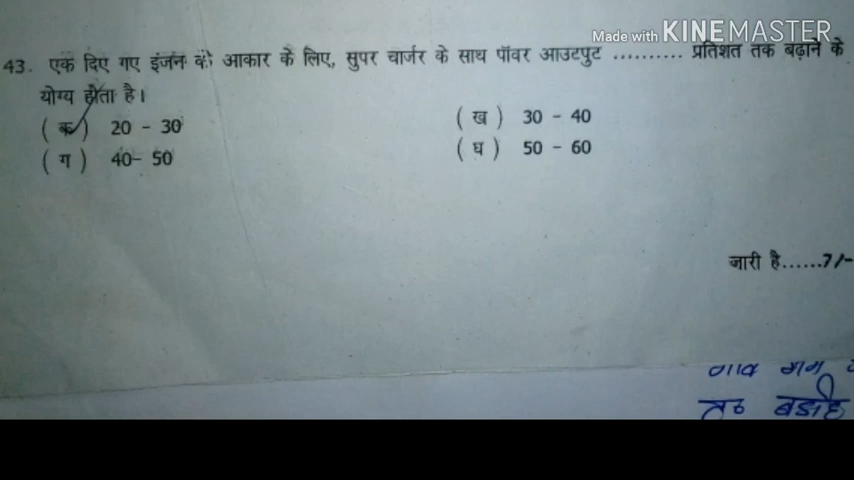 Made with KINEMASTER
43. एक दिए गए इंजन को आकार के लिए, सुपर चार्जर के साथ पॉवर आउटपुट .......... प्रतिशत तक बढ़ाने के
योग्य होता है।
( क ) 20 - 30 ( ख ) 30 - 40
( ग ) 40- 50 ( घ ) 50 - 60
जारी है......7/-